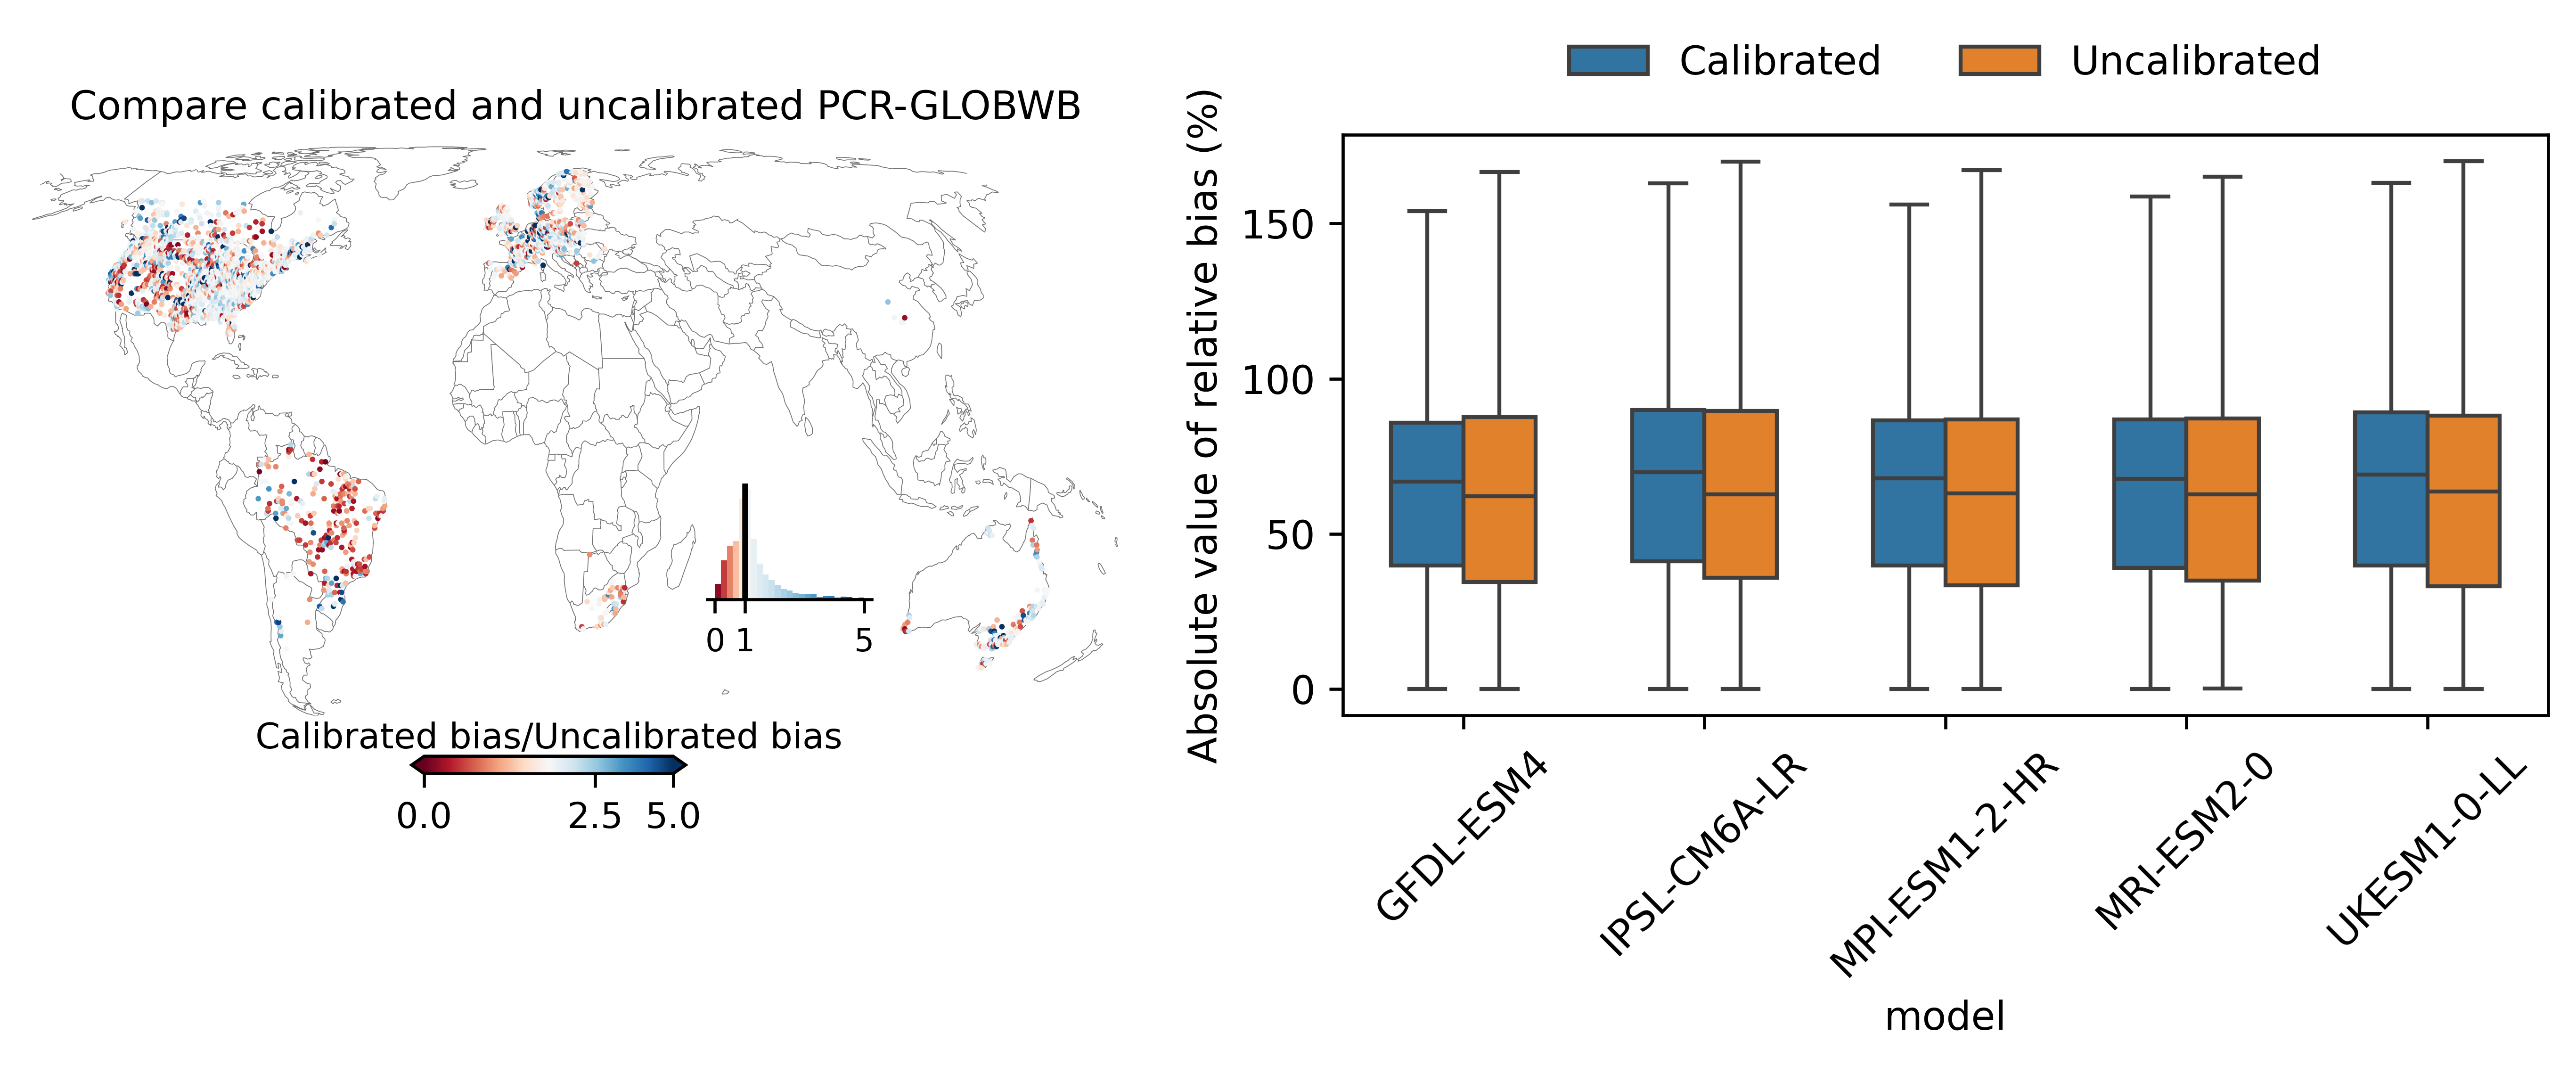 Compare calibrated and uncalibrated PCR-GLOBWB
0 1 5
Calibrated bias/Uncalibrated bias
0.0 2.5 5.0
Calibrated Uncalibrated
Absolute value of relative bias (%)
150
100
50
0
GFDL-ESM4
IPSL-CM6A-LR
MPI-ESM1-2-HR
MRI-ESM2-0
UKESM1-0-LL
model